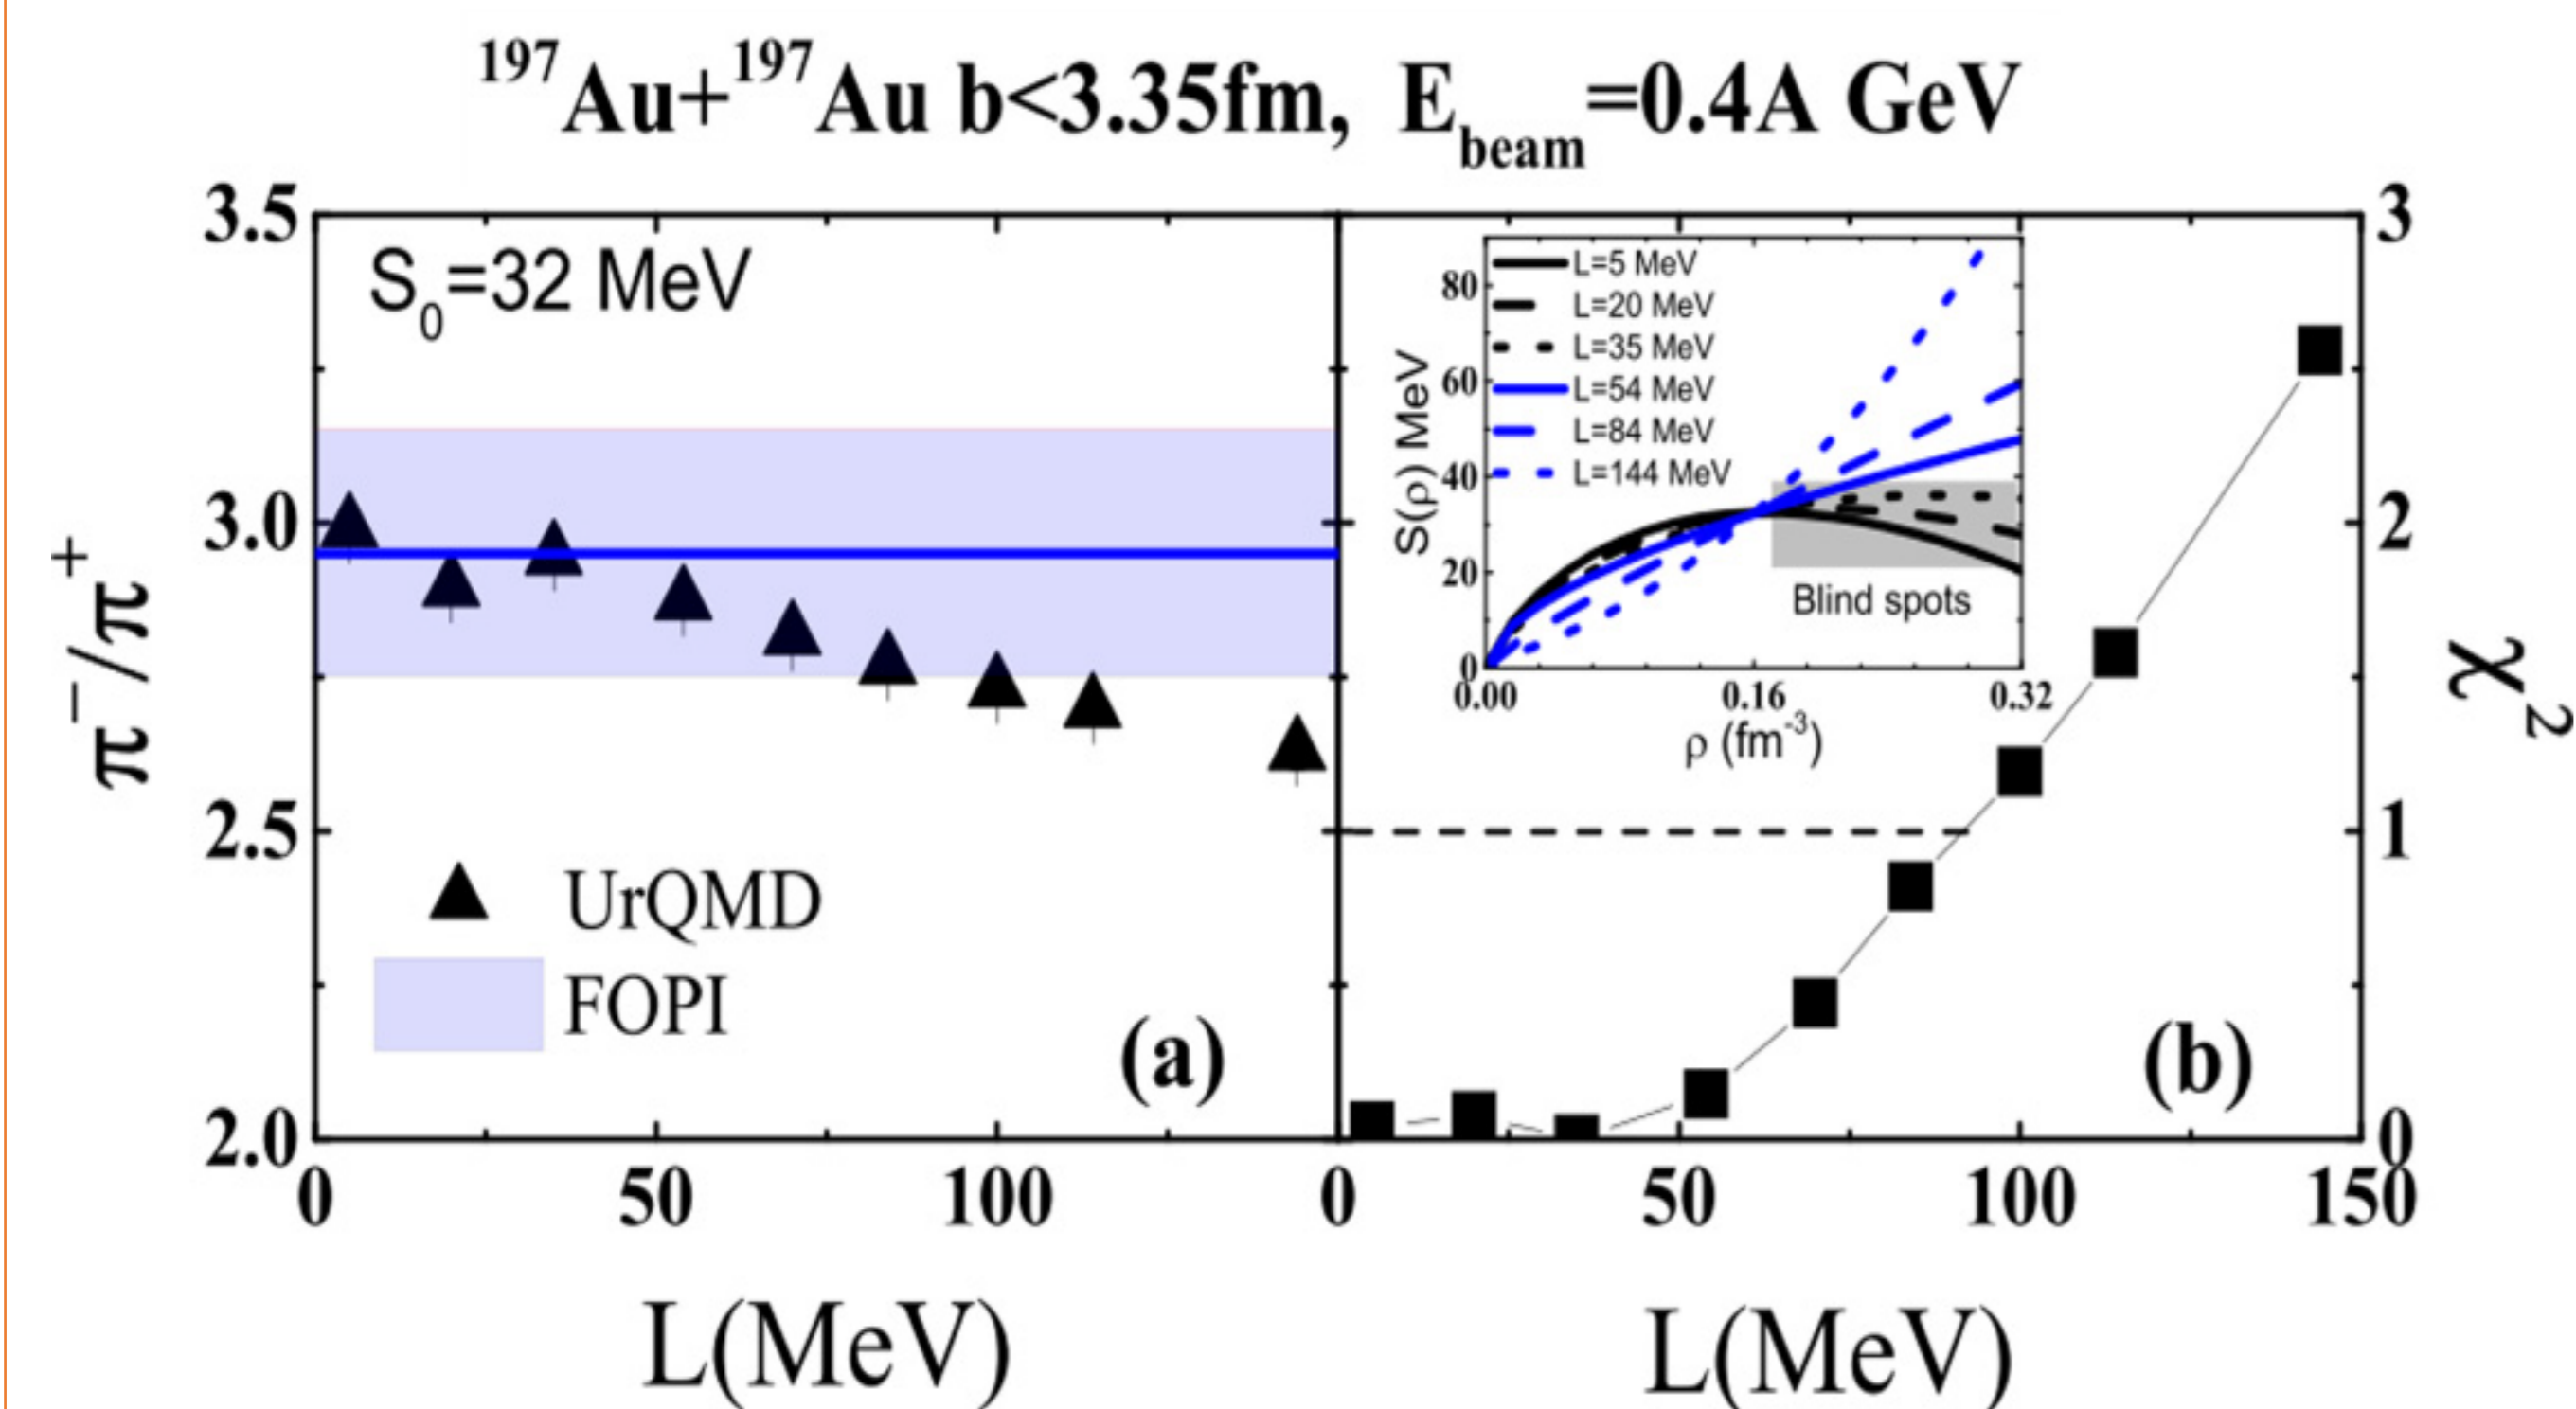 ¹⁹⁷Au+¹⁹⁷Au b<3.35fm, E_beam=0.4A GeV
3.5
3.0
2.5
2.0
π⁻/π⁺
S₀=32 MeV
UrQMD
FOPI
(a)
0 50 100
L(MeV)
L=5 MeV
L=20 MeV
L=35 MeV
L=54 MeV
L=84 MeV
L=144 MeV
S(ρ) MeV
80
60
40
20
0
Blind spots
0.00 0.16 0.32
ρ (fm⁻³)
(b)
3
2
1
0
χ²
0 50 100 150
L(MeV)